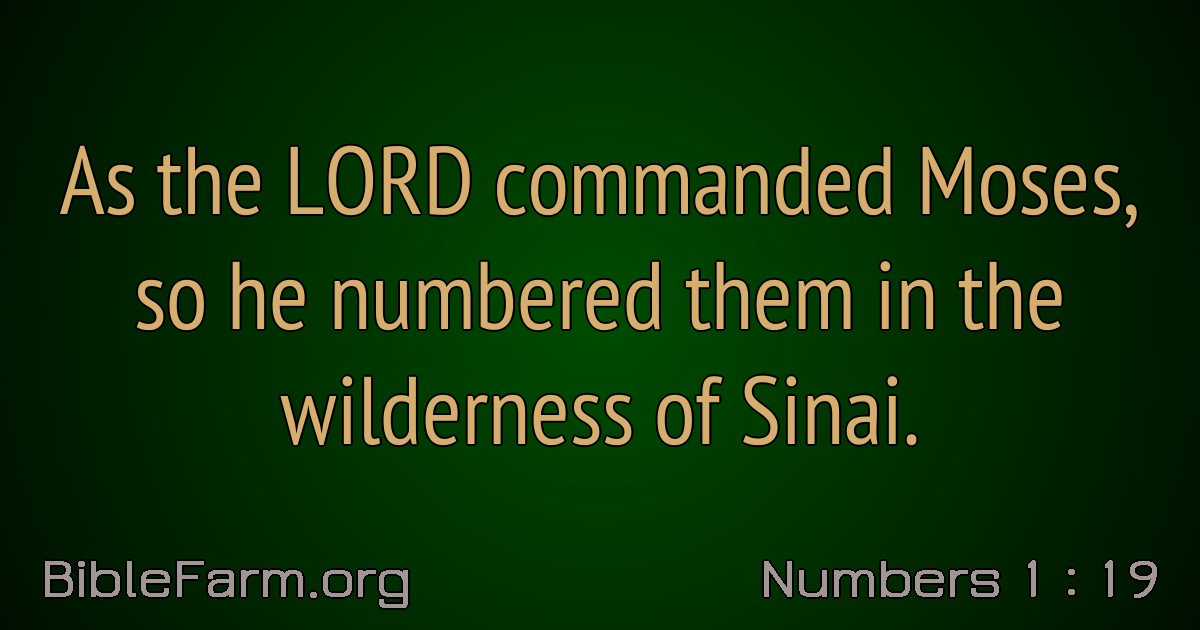 As the LORD commanded Moses,
so he numbered them in the
wilderness of Sinai.
BibleFarm.org
Numbers 1 : 19